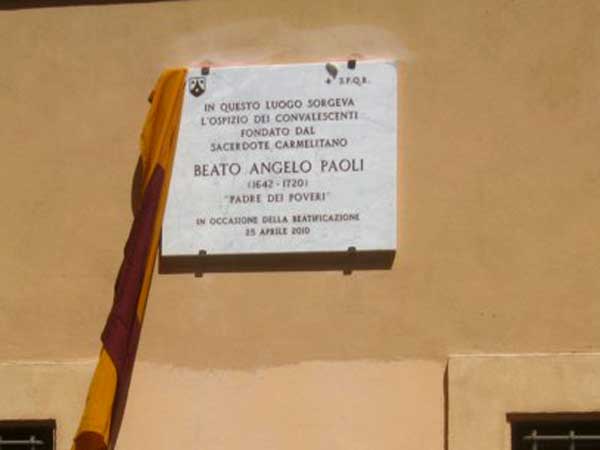 S.P.Q.R.
IN QUESTO LUOGO SORGEVA
L'OSPIZIO DEI CONVALESCENTI
FONDATO DAL
SACERDOTE CARMELITANO
BEATO ANGELO PAOLI
(1642 - 1720)
"PADRE DEI POVERI"
IN OCCASIONE DELLA BEATIFICAZIONE
25 APRILE 2010